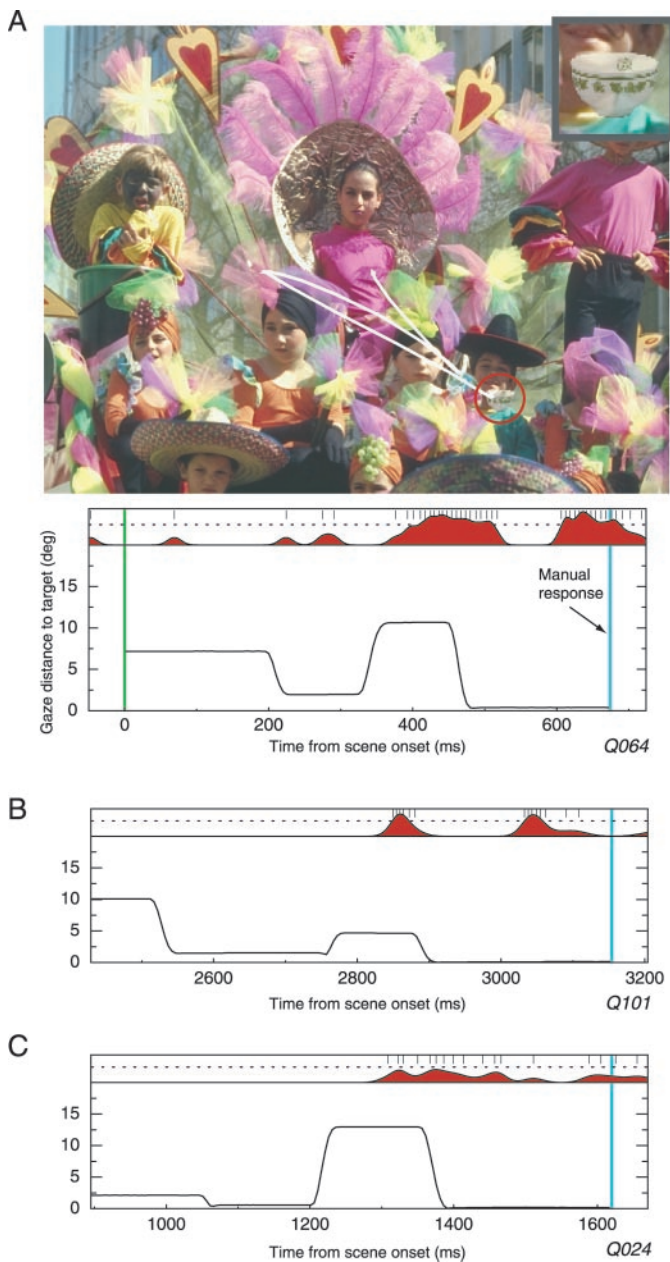 A
Gaze distance to target (deg)
15
10
5
0
Manual
response
0 200 400 600
Time from scene onset (ms)
Q064
B
15
10
5
0
2600 2800 3000 3200
Time from scene onset (ms)
Q101
C
15
10
5
0
1000 1200 1400 1600
Time from scene onset (ms)
Q024